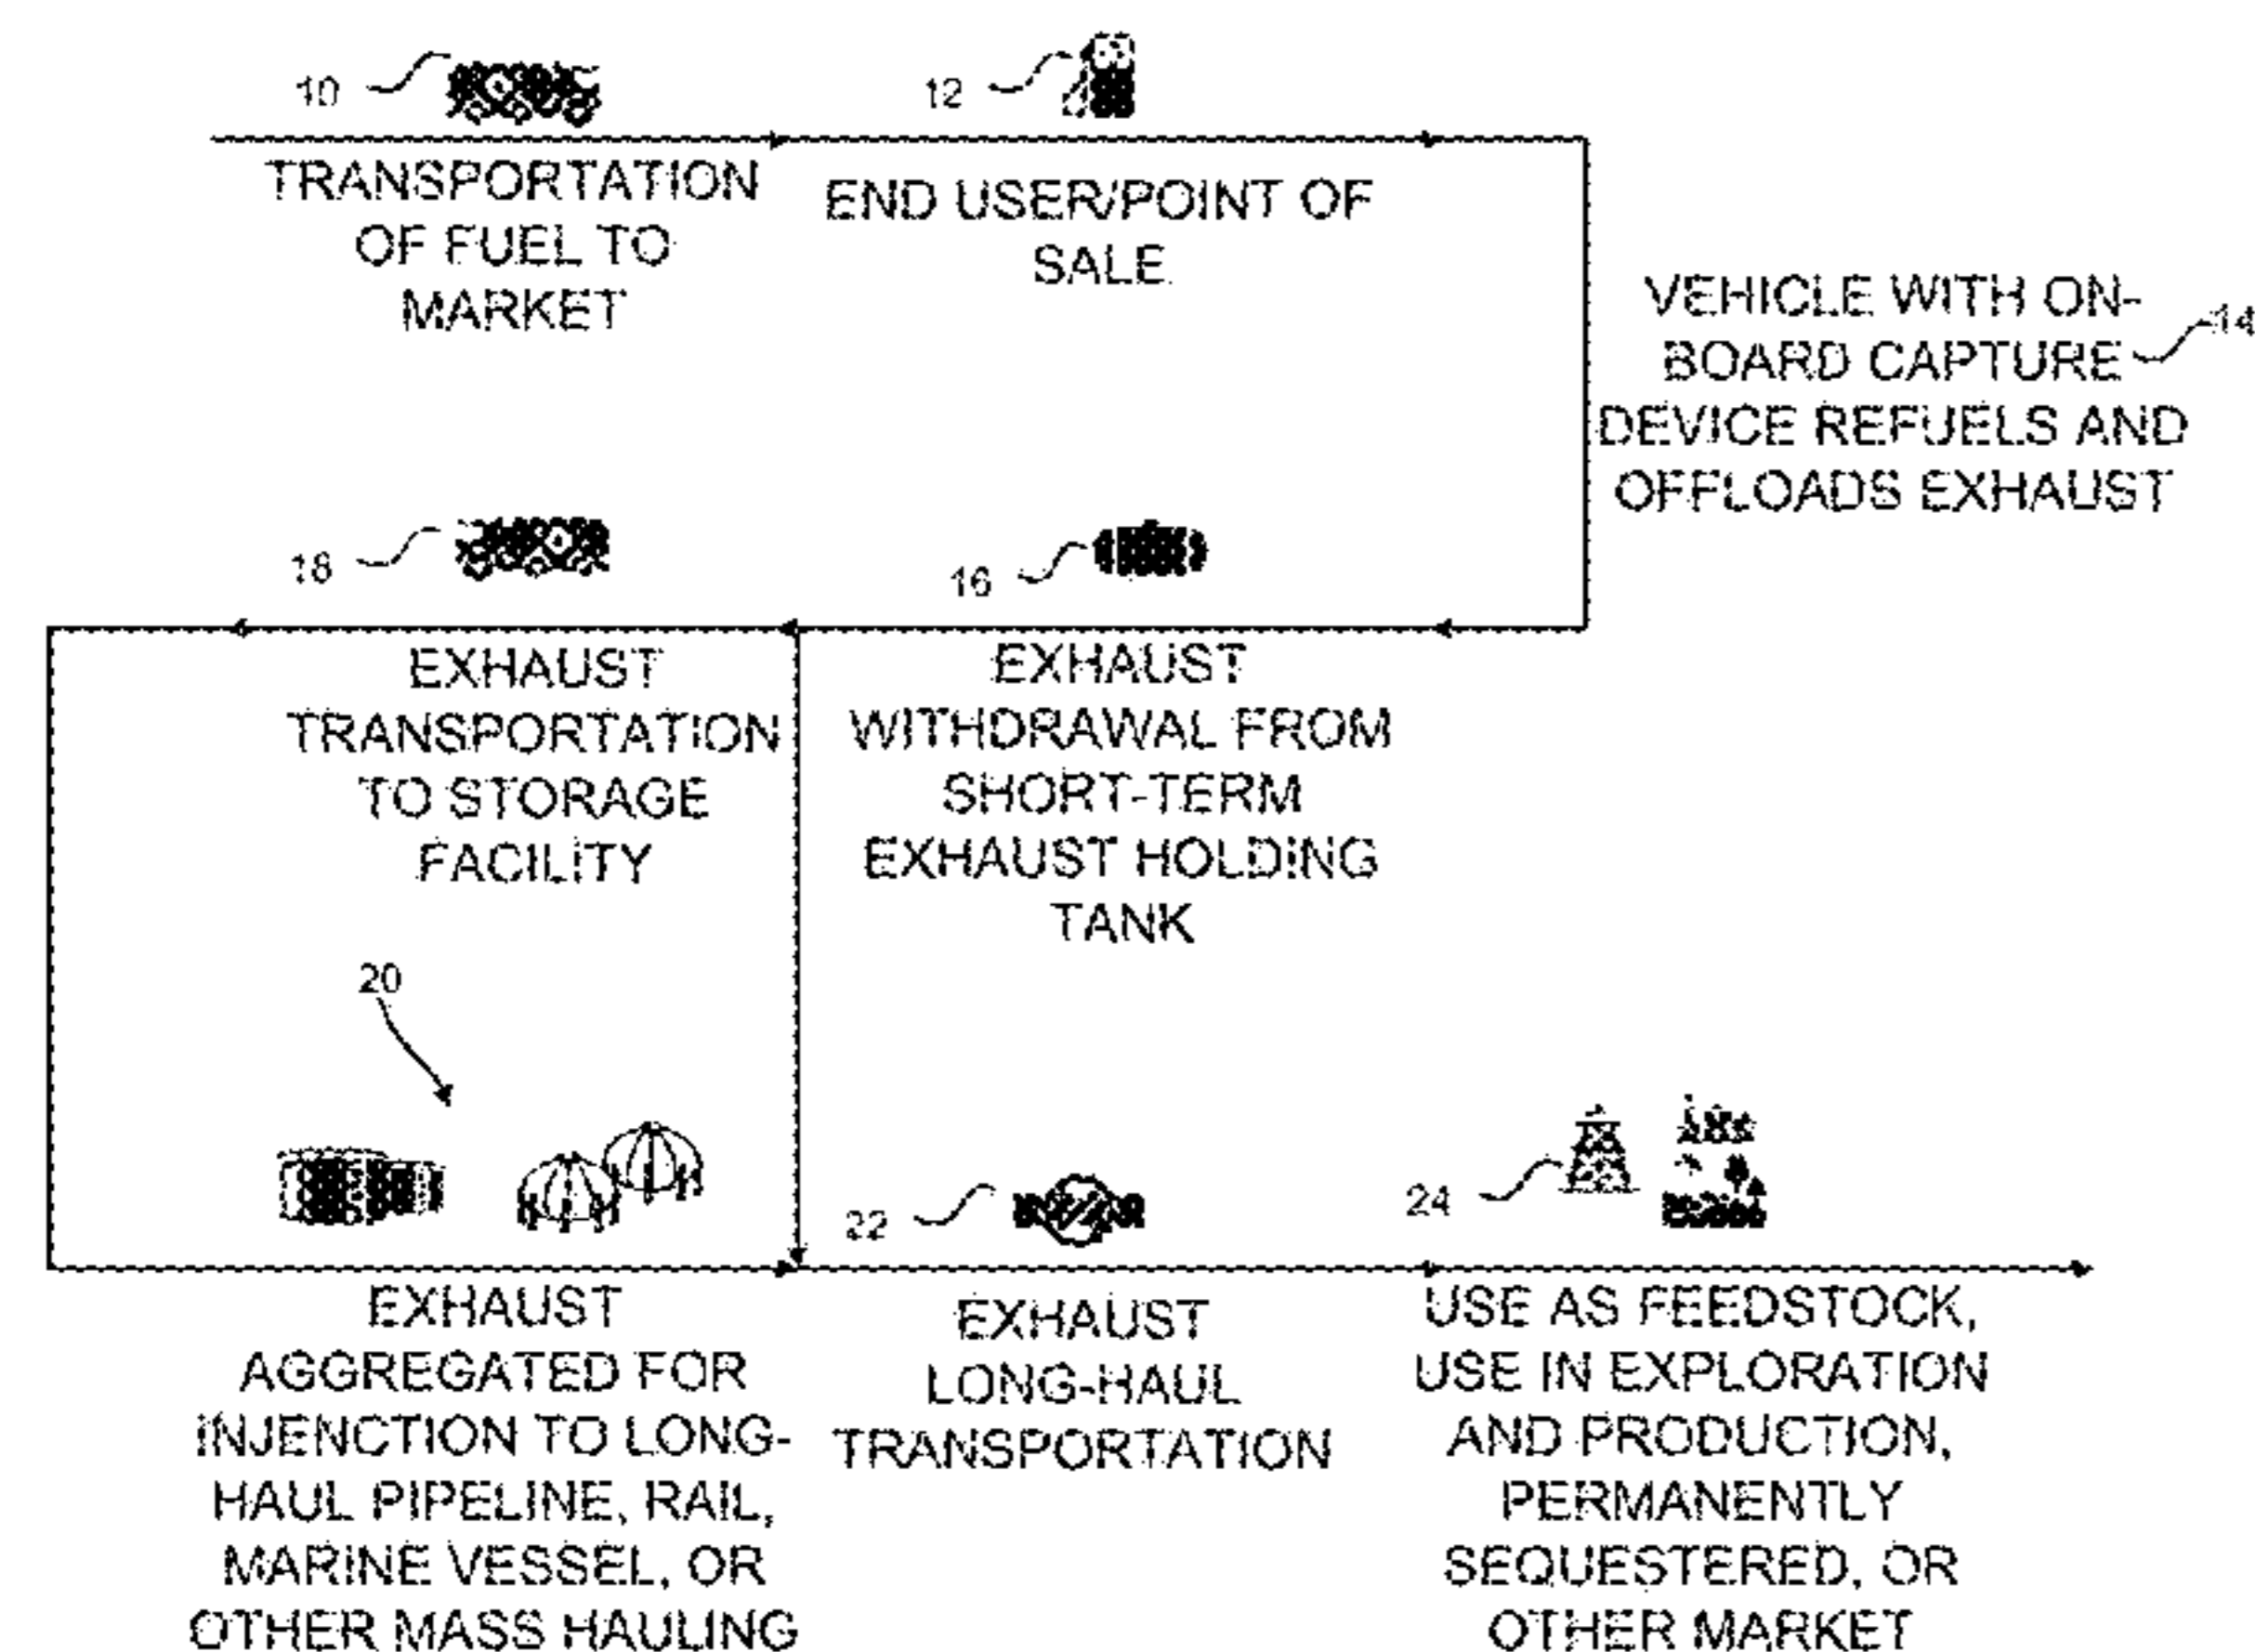 10
12
TRANSPORTATION
OF FUEL TO
MARKET
END USER/POINT OF
SALE
VEHICLE WITH ON-
BOARD CAPTURE
DEVICE REFUELS AND
OFFLOADS EXHAUST
14
18
16
EXHAUST
TRANSPORTATION
TO STORAGE
FACILITY
EXHAUST
WITHDRAWAL FROM
SHORT-TERM
EXHAUST HOLDING
TANK
20
22
24
EXHAUST
AGGREGATED FOR
INJENCTION TO LONG-
HAUL PIPELINE, RAIL,
MARINE VESSEL, OR
OTHER MASS HAULING
EXHAUST
LONG-HAUL
TRANSPORTATION
USE AS FEEDSTOCK,
USE IN EXPLORATION
AND PRODUCTION,
PERMANENTLY
SEQUESTERED, OR
OTHER MARKET